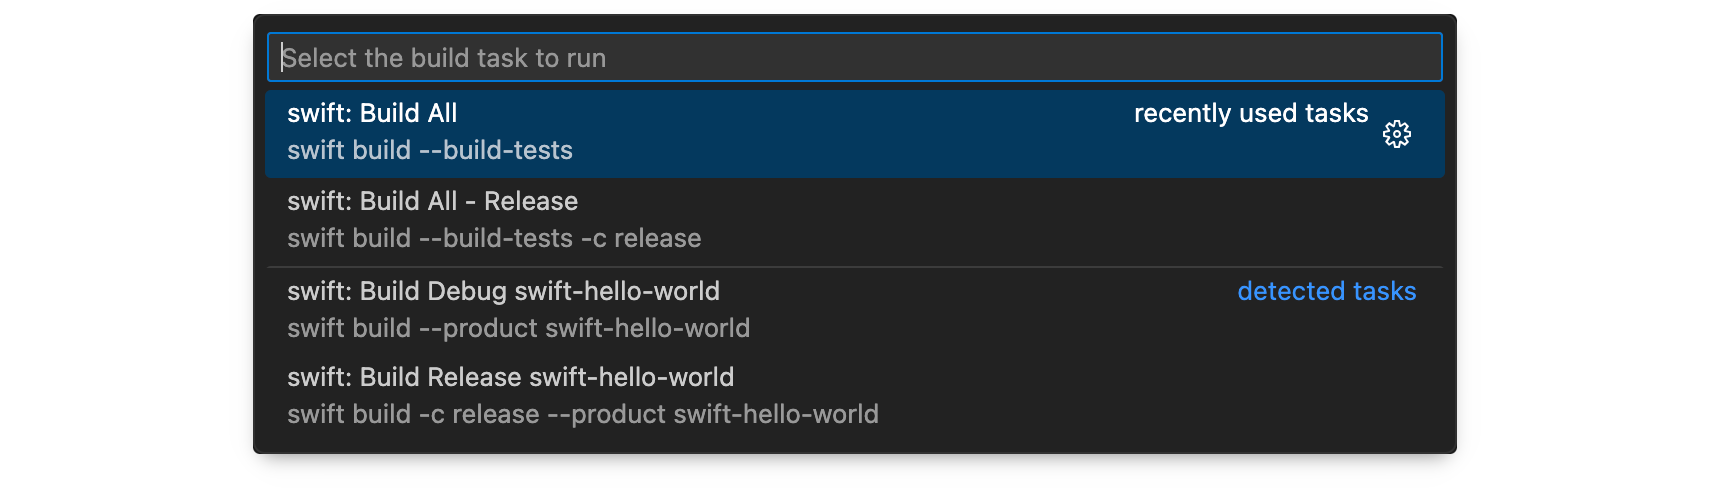 Select the build task to run
swift: Build All recently used tasks
swift build --build-tests
swift: Build All - Release
swift build --build-tests -c release
swift: Build Debug swift-hello-world detected tasks
swift build --product swift-hello-world
swift: Build Release swift-hello-world
swift build -c release --product swift-hello-world